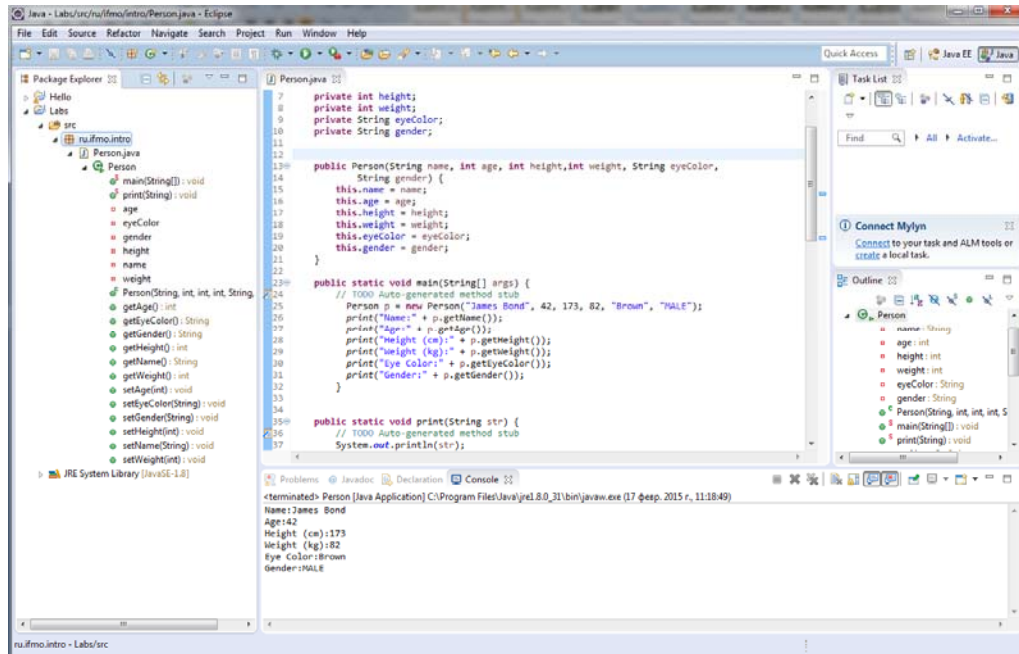 Java - Labs/src/ru/ifmo/intro/Person.java - Eclipse
File Edit Source Refactor Navigate Search Project Run Window Help
Quick Access Java EE Java
Package Explorer
Hello
Labs
src
ru.ifmo.intro
Person.java
Person
main(String[]) : void
print(String) : void
age
eyeColor
gender
height
name
weight
Person(String, int, int, int, String,
getAge() : int
getEyeColor() : String
getGender() : String
getHeight() : int
getName() : String
getWeight() : int
setAge(int) : void
setEyeColor(String) : void
setGender(String) : void
setHeight(int) : void
setName(String) : void
setWeight(int) : void
JRE System Library [JavaSE-1.8]
Person.java
7 private int height;
8 private int weight;
9 private String eyeColor;
10 private String gender;
11
12
13 public Person(String name, int age, int height,int weight, String eyeColor,
14 String gender) {
15 this.name = name;
16 this.age = age;
17 this.height = height;
18 this.weight = weight;
19 this.eyeColor = eyeColor;
20 this.gender = gender;
21 }
22
23 public static void main(String[] args) {
24 // TODO Auto-generated method stub
25 Person p = new Person("James Bond", 42, 173, 82, "Brown", "MALE");
26 print("Name:" + p.getName());
27 print("Age:" + p.getAge());
28 print("Height (cm):" + p.getHeight());
29 print("Weight (kg):" + p.getWeight());
30 print("Eye Color:" + p.getEyeColor());
31 print("Gender:" + p.getGender());
32 }
33
34
35 public static void print(String str) {
36 // TODO Auto-generated method stub
37 System.out.println(str);
Task List
Find All Activate...
Connect Mylyn
Connect to your task and ALM tools or
create a local task.
Outline
Person
name : String
age : int
height : int
weight : int
eyeColor : String
gender : String
Person(String, int, int, int, S
main(String[]) : void
print(String) : void
Problems Javadoc Declaration Console
<terminated> Person [Java Application] C:\Program Files\Java\jre1.8.0_31\bin\javaw.exe (17 февр. 2015 г., 11:18:49)
Name:James Bond
Age:42
Height (cm):173
Weight (kg):82
Eye Color:Brown
Gender:MALE
ru.ifmo.intro - Labs/src